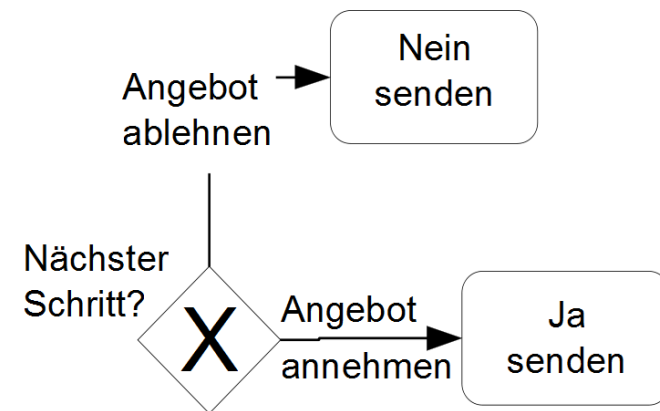 Nein
senden
Angebot
ablehnen
Nächster
Schritt?
X
Angebot
annehmen
Ja
senden